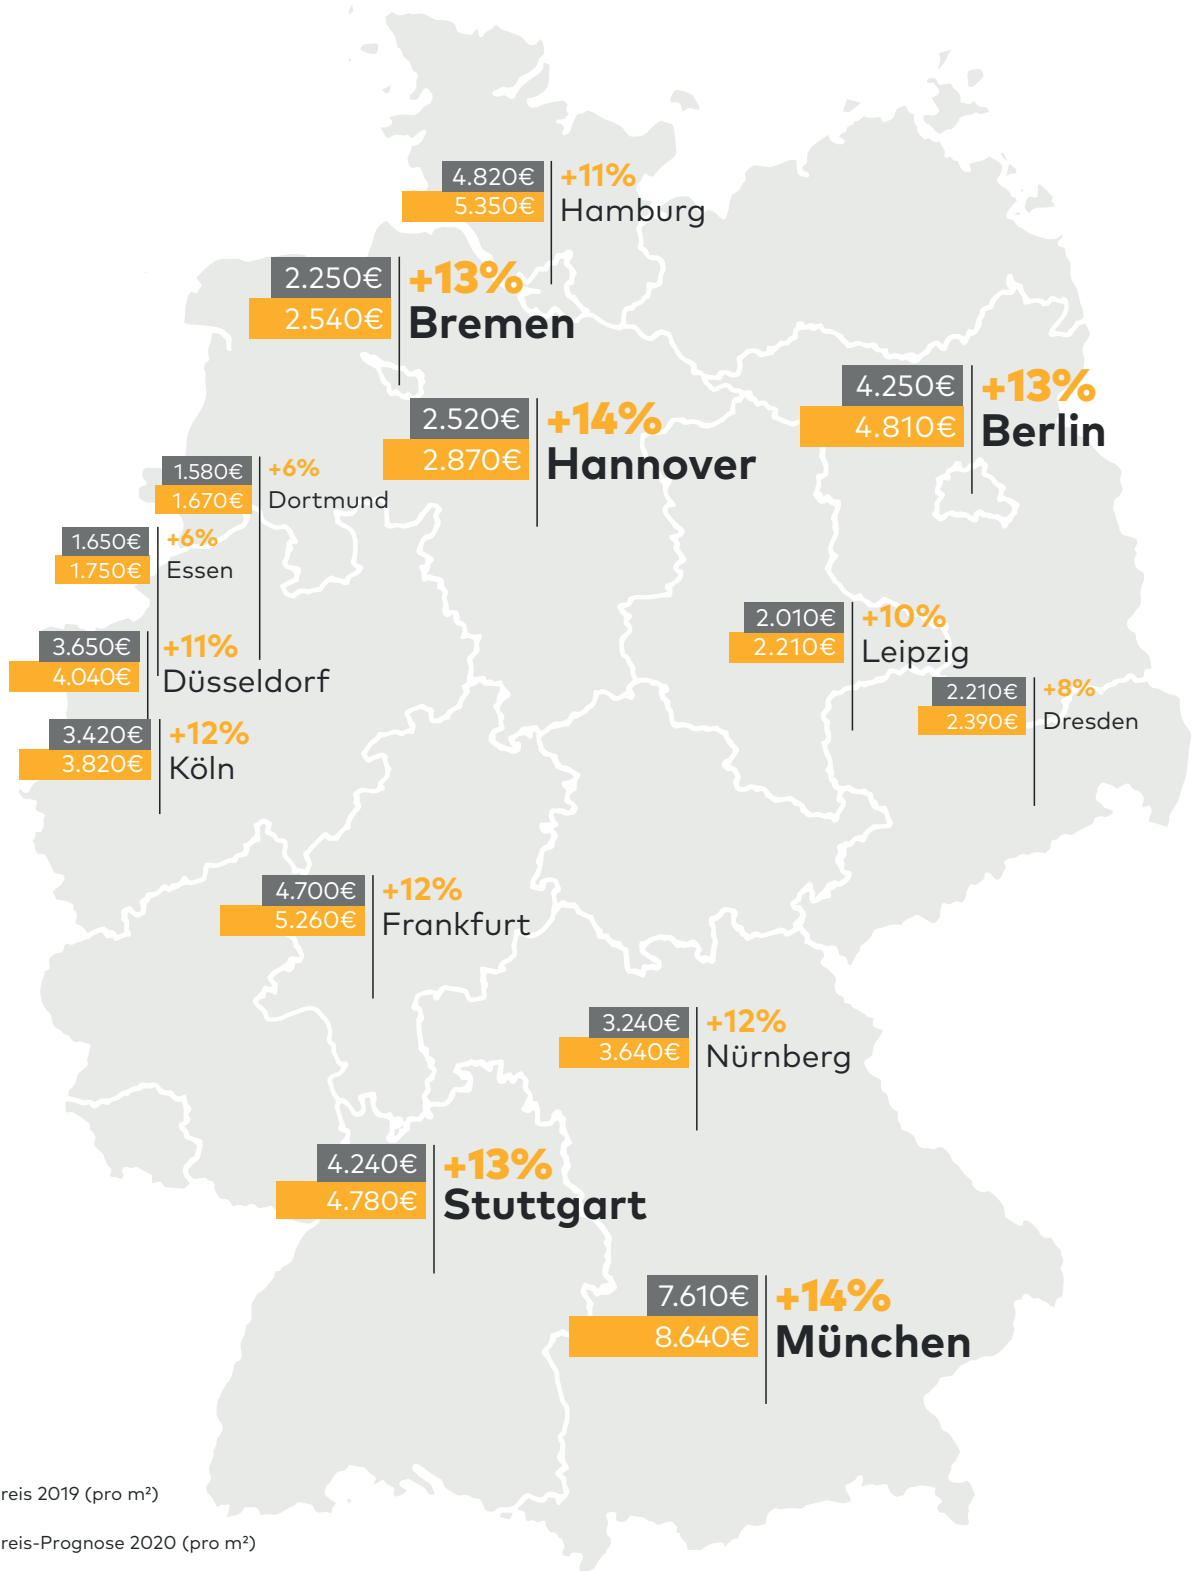 4.820€
+11%
5.350€
Hamburg
2.250€
+13%
2.540€
Bremen
4.250€
+13%
4.810€
Berlin
2.520€
+14%
2.870€
Hannover
1.580€
+6%
1.670€
Dortmund
1.650€
+6%
1.750€
Essen
2.010€
+10%
2.210€
Leipzig
3.650€
+11%
4.040€
Düsseldorf
2.210€
+8%
2.390€
Dresden
3.420€
+12%
3.820€
Köln
4.700€
+12%
5.260€
Frankfurt
3.240€
+12%
3.640€
Nürnberg
4.240€
+13%
4.780€
Stuttgart
7.610€
+14%
8.640€
München
reis 2019 (pro m²)
reis-Prognose 2020 (pro m²)